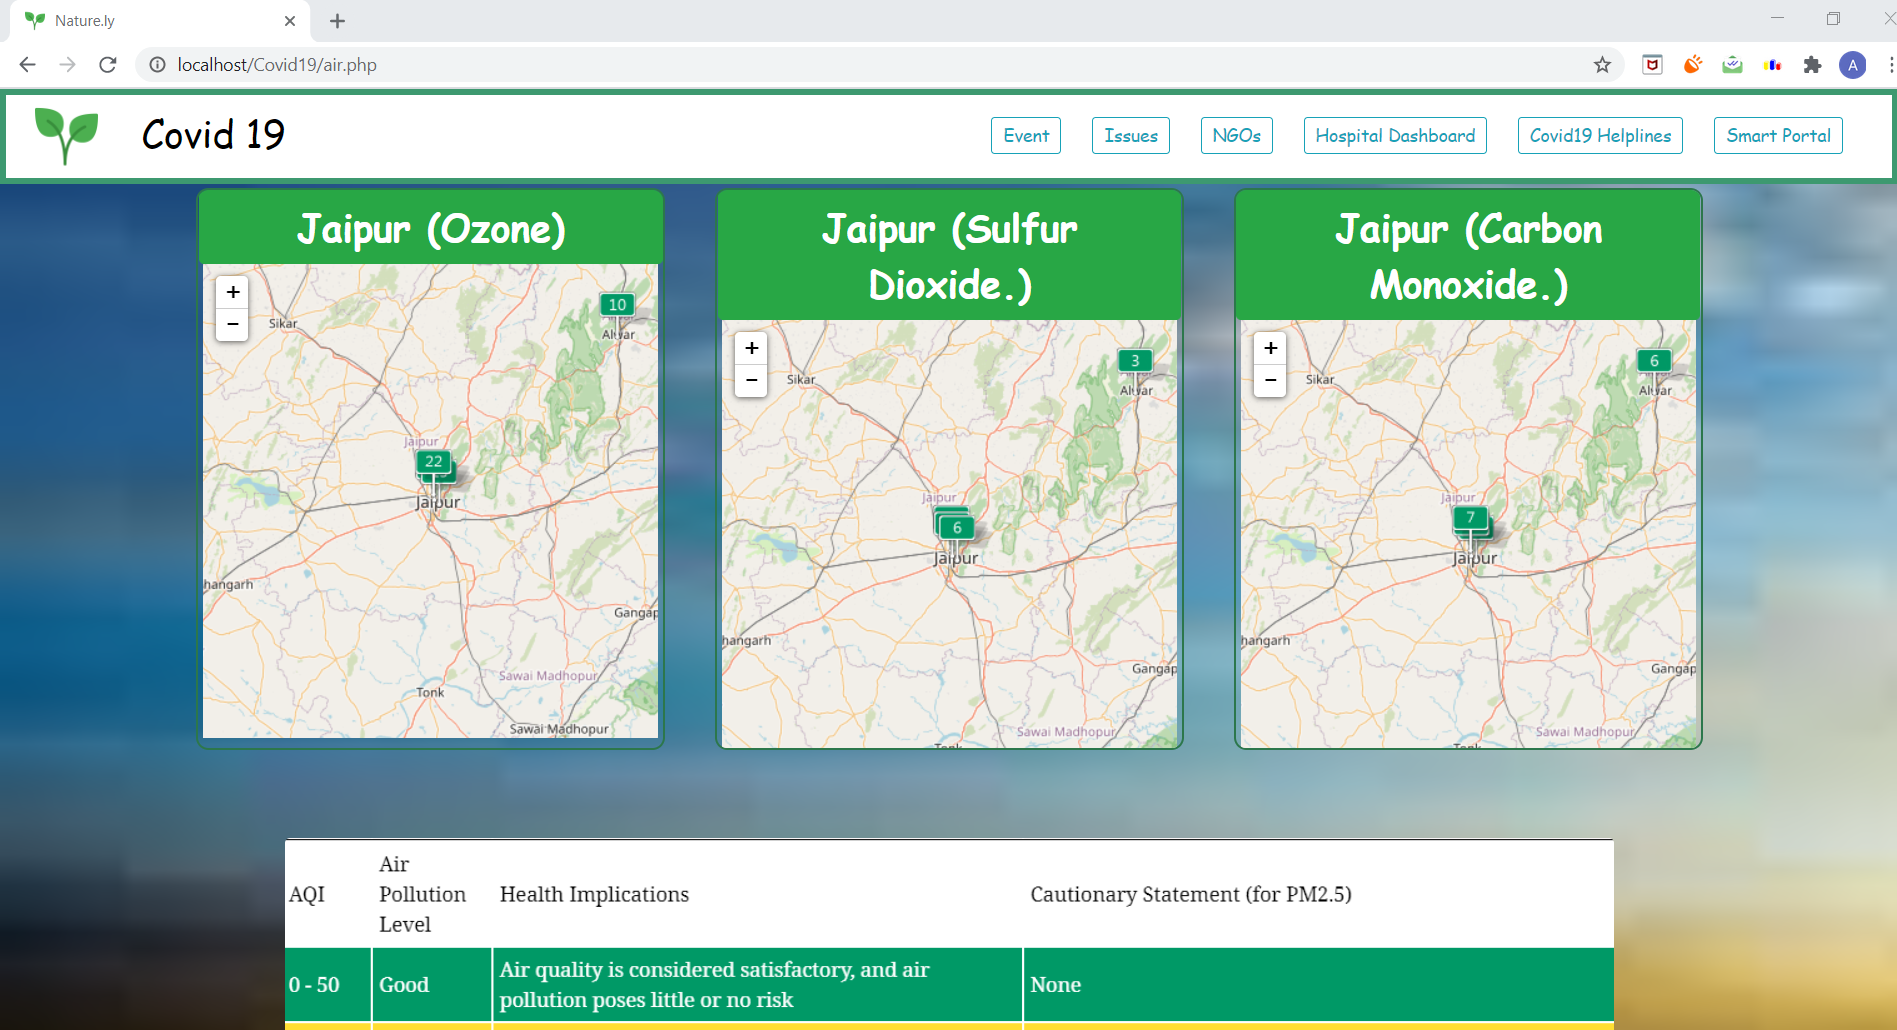 Nature.ly
localhost/Covid19/air.php
A
Covid 19
Event
Issues
NGOs
Hospital Dashboard
Covid19 Helplines
Smart Portal
Jaipur (Ozone)
+
−
Sikar
10
Alwar
Jaipur
22
Jaipur
hangarh
Gangap
Sawai Madhopur
Tonk
Sawai Madhopur
Jaipur (Sulfur
Dioxide.)
+
−
Sikar
3
Alwar
Jaipur
6
Jaipur
hangarh
Gangap
Sawai Madhopur
Tonk
Jaipur (Carbon
Monoxide.)
+
−
Sikar
6
Alwar
Jaipur
7
Jaipur
hangarh
Gangap
Sawai Madhopur
Tonk
AQI
Air
Pollution
Level
Health Implications
Cautionary Statement (for PM2.5)
0 - 50
Good
Air quality is considered satisfactory, and air
pollution poses little or no risk
None